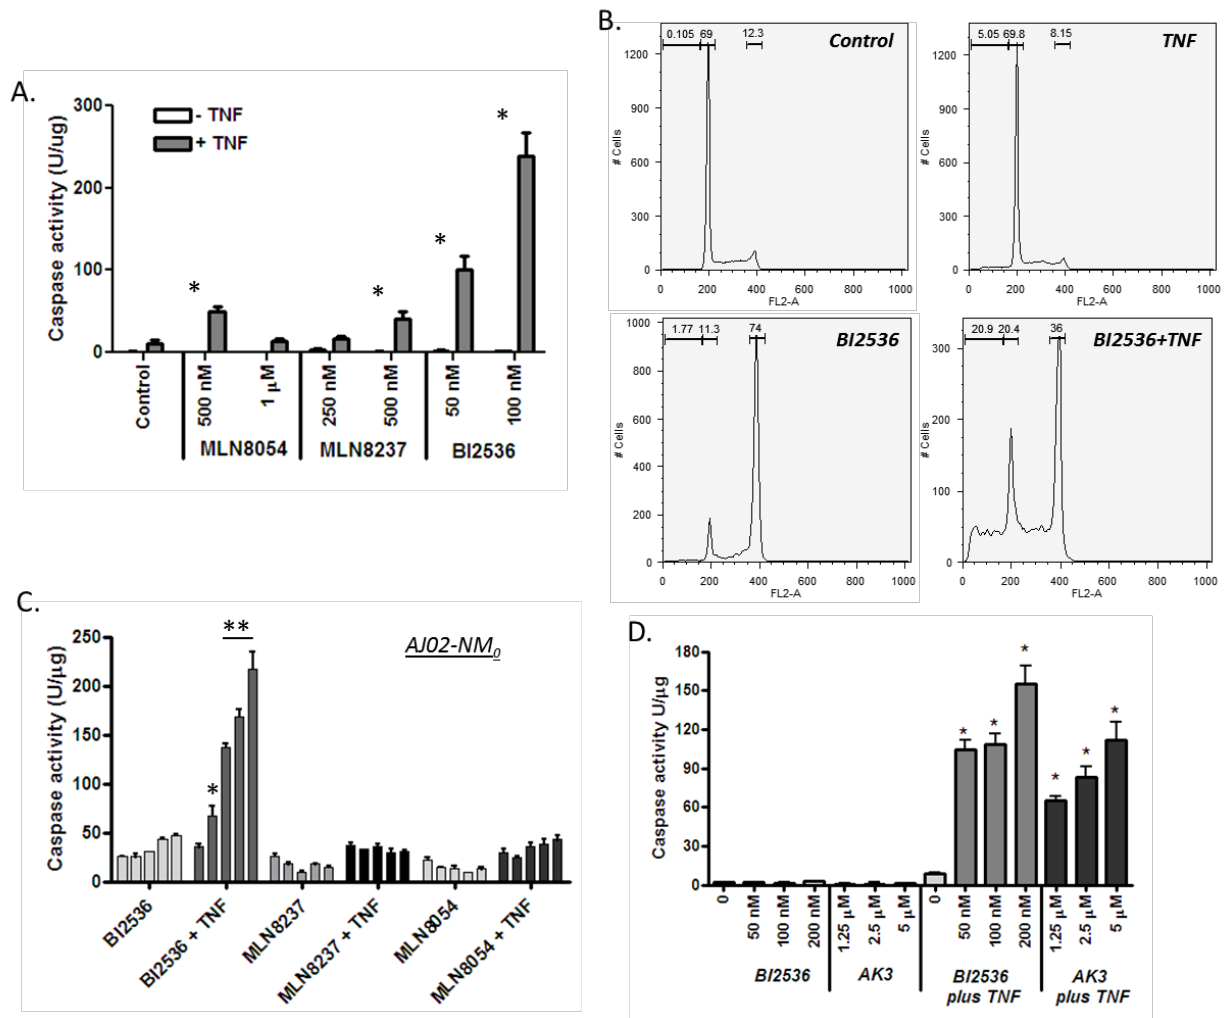 A.
Caspase activity (U/ug)
300
200
100
0
- TNF
+ TNF
*
*
*
*
Control
500 nM
1 µM
250 nM
500 nM
50 nM
100 nM
MLN8054
MLN8237
BI2536
B.
0.105 69 12.3
Control
# Cells
1200
900
600
300
0
0 200 400 600 800 1000
FL2-A
5.05 69.8 8.15
TNF
# Cells
1200
900
600
300
0
0 200 400 600 800 1000
FL2-A
1.77 11.3 74
BI2536
# Cells
1000
800
600
400
200
0
0 200 400 600 800 1000
FL2-A
20.9 20.4 36
BI2536+TNF
# Cells
300
200
100
0
0 200 400 600 800 1000
FL2-A
C.
Caspase activity (U/µg)
250
200
150
100
50
0
**
*
AJ02-NM0
BI2536
BI2536 + TNF
MLN8237
MLN8237 + TNF
MLN8054
MLN8054 + TNF
D.
Caspase activity U/µg
180
150
120
90
60
30
0
*
*
*
*
*
*
0
50 nM
100 nM
200 nM
1.25 µM
2.5 µM
5 µM
0
50 nM
100 nM
200 nM
1.25 µM
2.5 µM
5 µM
BI2536
AK3
BI2536
plus TNF
AK3
plus TNF